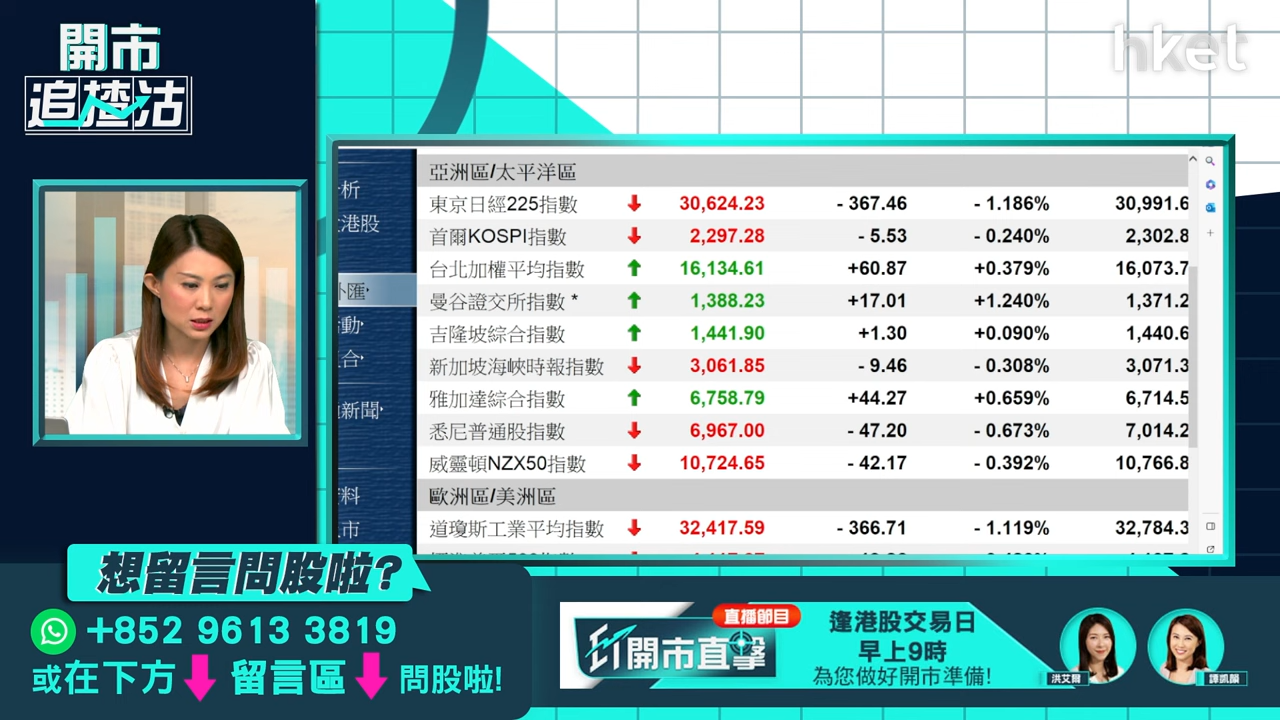 開市
追揸沽
hket
析
港股
外匯
動
合
新聞
料
市
亞洲區/太平洋區
東京日經225指數 30,624.23 - 367.46 - 1.186% 30,991.6
首爾KOSPI指數 2,297.28 - 5.53 - 0.240% 2,302.8
台北加權平均指數 16,134.61 +60.87 +0.379% 16,073.7
曼谷證交所指數 * 1,388.23 +17.01 +1.240% 1,371.2
吉隆坡綜合指數 1,441.90 +1.30 +0.090% 1,440.6
新加坡海峽時報指數 3,061.85 - 9.46 - 0.308% 3,071.3
雅加達綜合指數 6,758.79 +44.27 +0.659% 6,714.5
悉尼普通股指數 6,967.00 - 47.20 - 0.673% 7,014.2
威靈頓NZX50指數 10,724.65 - 42.17 - 0.392% 10,766.8
歐洲區/美洲區
道瓊斯工業平均指數 32,417.59 - 366.71 - 1.119% 32,784.3
想留言問股啦?
+852 9613 3819
或在下方 留言區 問股啦!
直播節目
開市直擊
逢港股交易日
早上9時
為您做好開市準備!
洪艾爾
譚凱韻